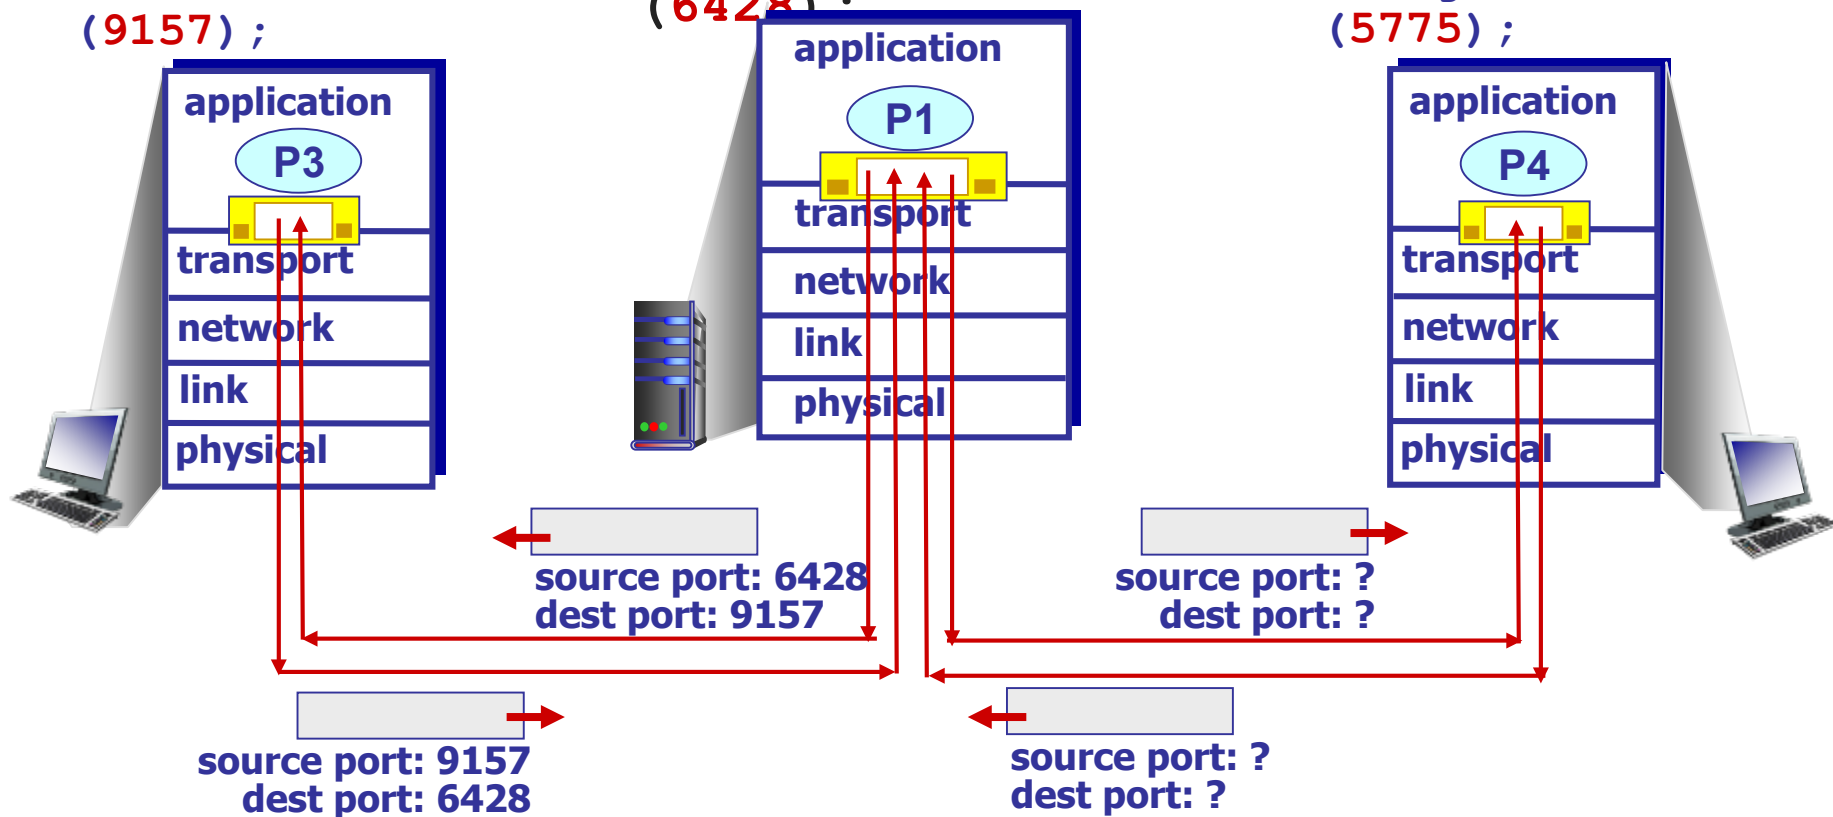 (9157);
(6428);
(5775);
application
P3
transport
network
link
physical
application
P1
transport
network
link
physical
application
P4
transport
network
link
physical
source port: 6428
dest port: 9157
source port: ?
dest port: ?
source port: 9157
dest port: 6428
source port: ?
dest port: ?